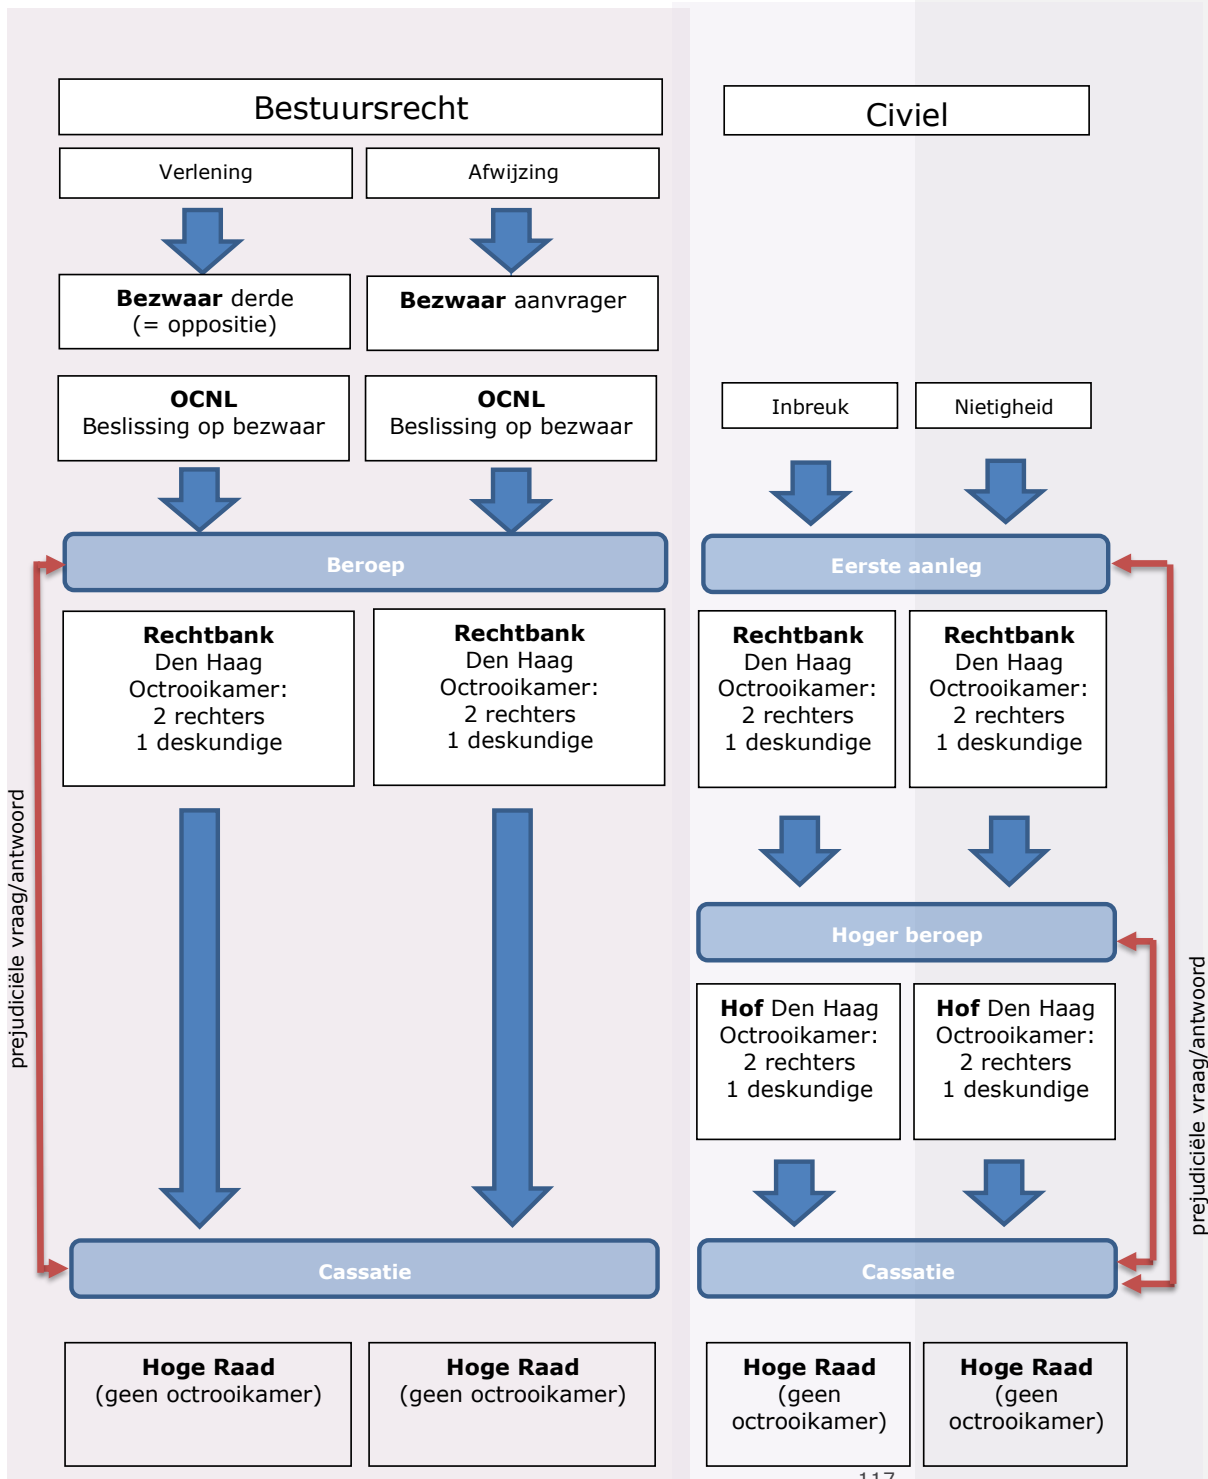 Bestuursrecht
Civiel
Verlening
Afwijzing
Bezwaar derde
(= oppositie)
Bezwaar aanvrager
OCNL
Beslissing op bezwaar
OCNL
Beslissing op bezwaar
Inbreuk
Nietigheid
Beroep
Eerste aanleg
Rechtbank
Den Haag
Octrooikamer:
2 rechters
1 deskundige
Rechtbank
Den Haag
Octrooikamer:
2 rechters
1 deskundige
Rechtbank
Den Haag
Octrooikamer:
2 rechters
1 deskundige
Rechtbank
Den Haag
Octrooikamer:
2 rechters
1 deskundige
prejudiciële vraag/antwoord
Hoger beroep
Hof Den Haag
Octrooikamer:
2 rechters
1 deskundige
Hof Den Haag
Octrooikamer:
2 rechters
1 deskundige
prejudiciële vraag/antwoord
Cassatie
Cassatie
Hoge Raad
(geen octrooikamer)
Hoge Raad
(geen octrooikamer)
Hoge Raad
(geen
octrooikamer)
Hoge Raad
(geen
octrooikamer)
117